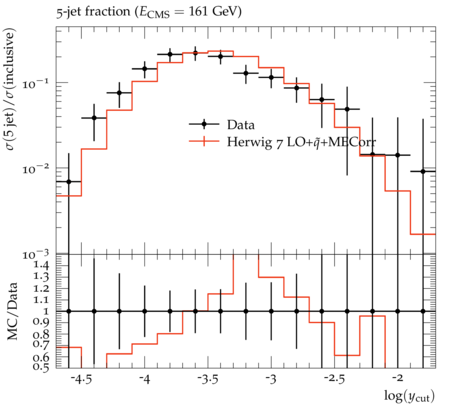 5-jet fraction (E_CMS = 161 GeV)
σ(5 jet)/σ(inclusive)
10⁻¹
10⁻²
10⁻³
Data
Herwig 7 LO+q̃+MECorr
MC/Data
1.4
1.3
1.2
1.1
1
0.9
0.8
0.7
0.6
0.5
-4.5 -4 -3.5 -3 -2.5 -2
log(y_cut)